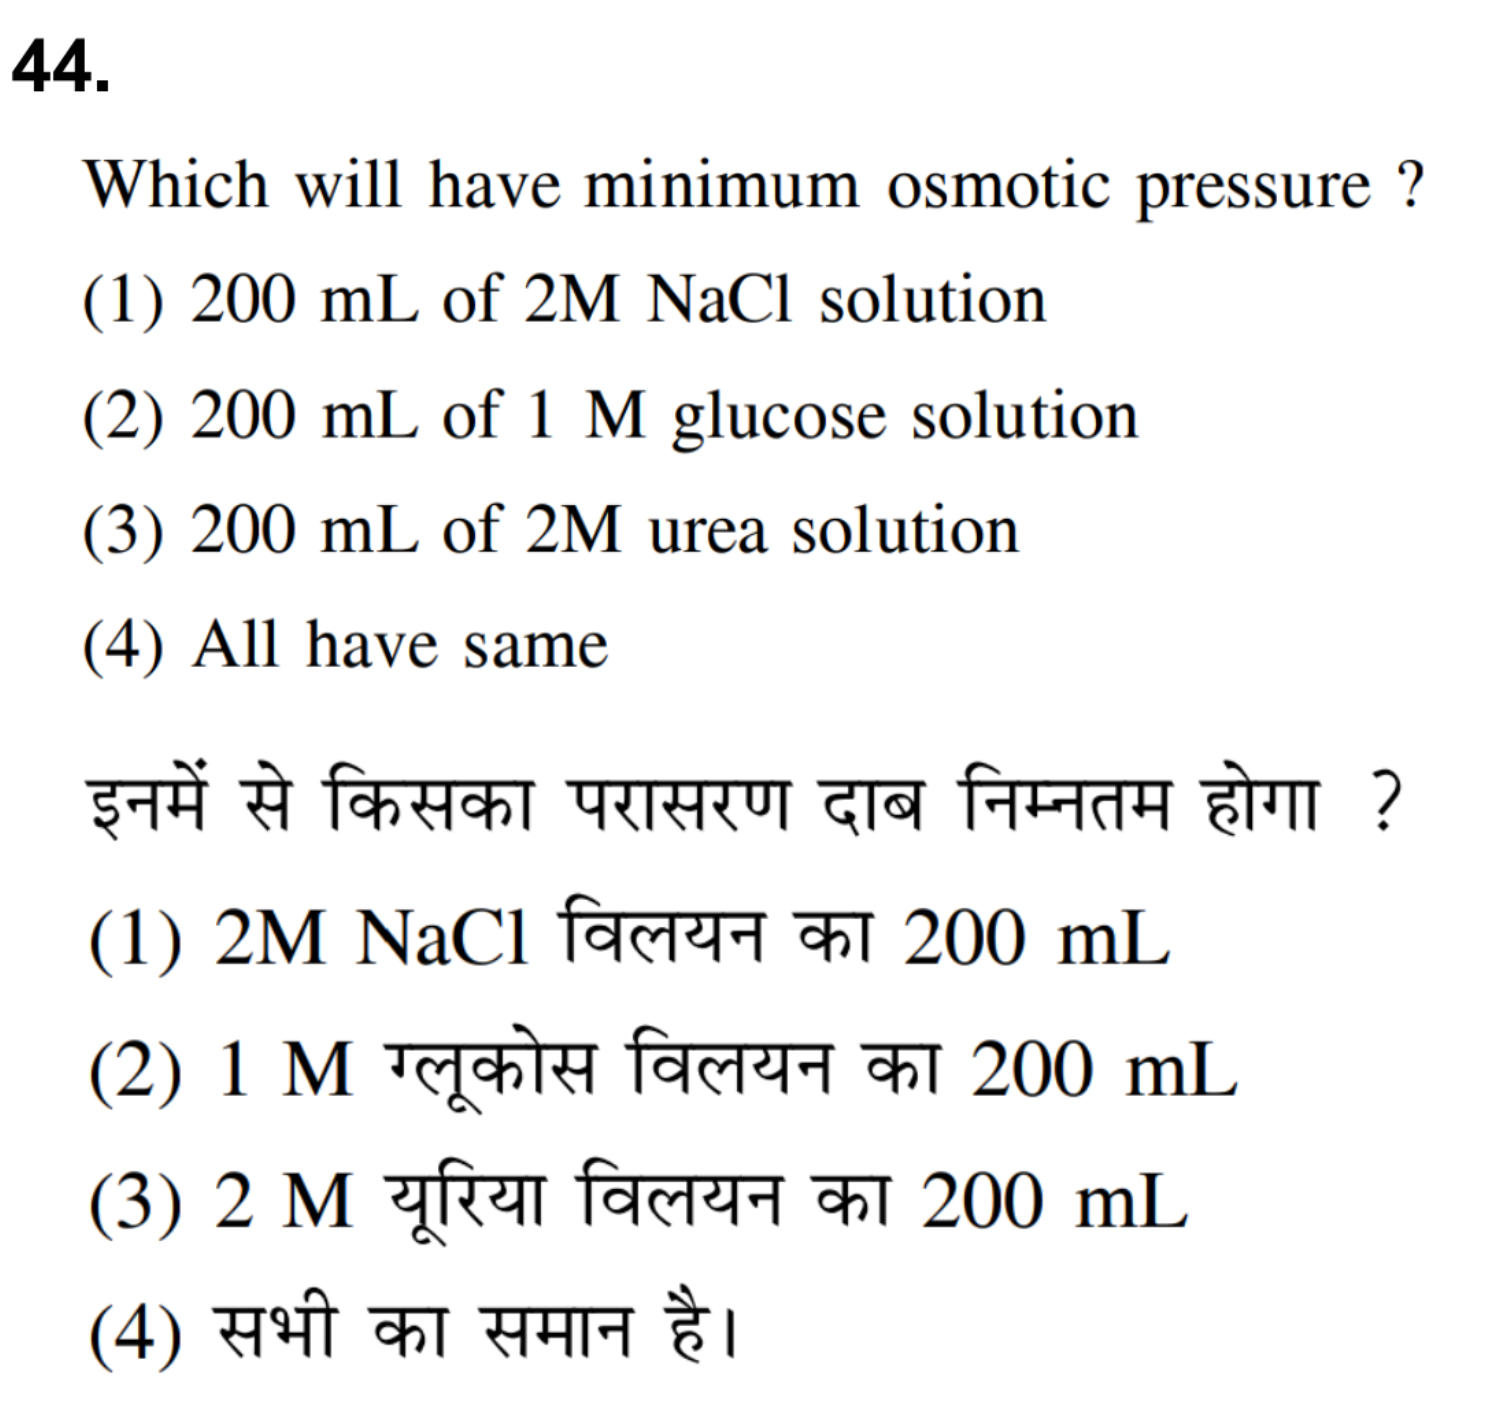 44.
Which will have minimum osmotic pressure ?
(1) 200 mL of 2M NaCl solution
(2) 200 mL of 1 M glucose solution
(3) 200 mL of 2M urea solution
(4) All have same
इनमें से किसका परासरण दाब निम्नतम होगा ?
(1) 2M NaCl विलयन का 200 mL
(2) 1 M ग्लूकोस विलयन का 200 mL
(3) 2 M यूरिया विलयन का 200 mL
(4) सभी का समान है।